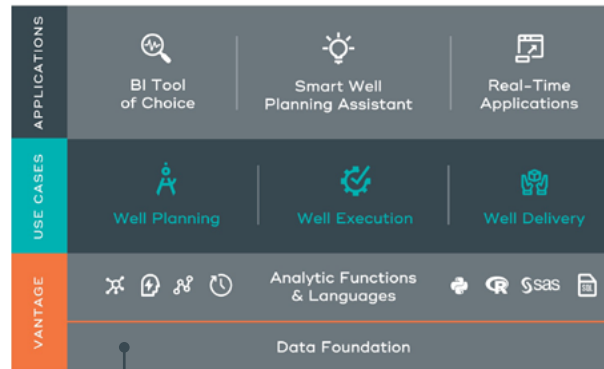 APPLICATIONS
BI Tool
of Choice
Smart Well
Planning Assistant
Real-Time
Applications
USE CASES
Well Planning
Well Execution
Well Delivery
VANTAGE
Analytic Functions
& Languages
R
sas
SQL
Data Foundation